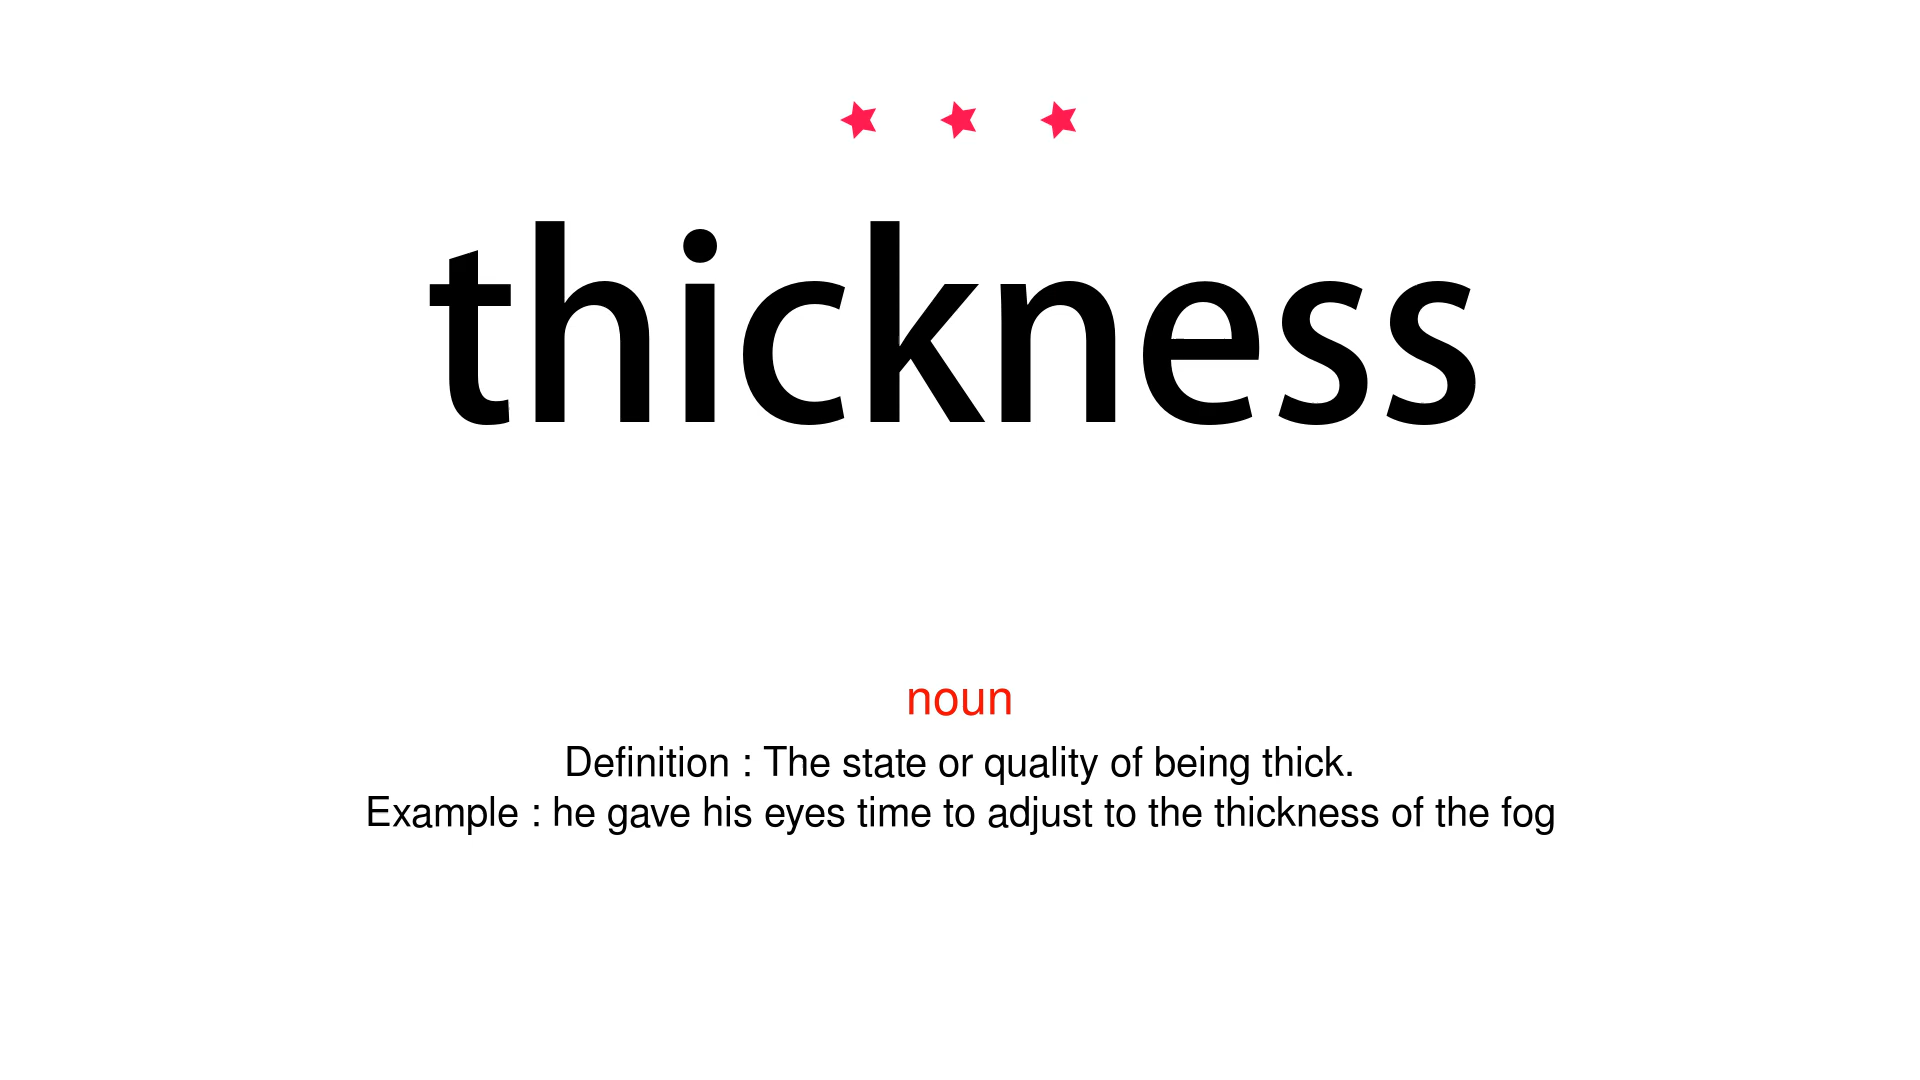 thickness
noun
Definition : The state or quality of being thick.
Example : he gave his eyes time to adjust to the thickness of the fog